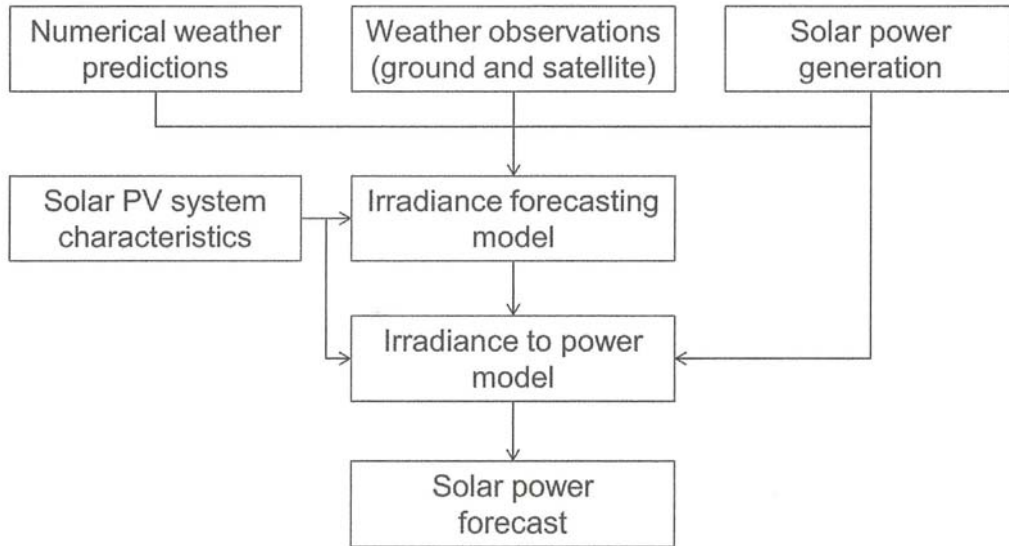 Numerical weather
predictions
Weather observations
(ground and satellite)
Solar power
generation
Solar PV system
characteristics
Irradiance forecasting
model
Irradiance to power
model
Solar power
forecast